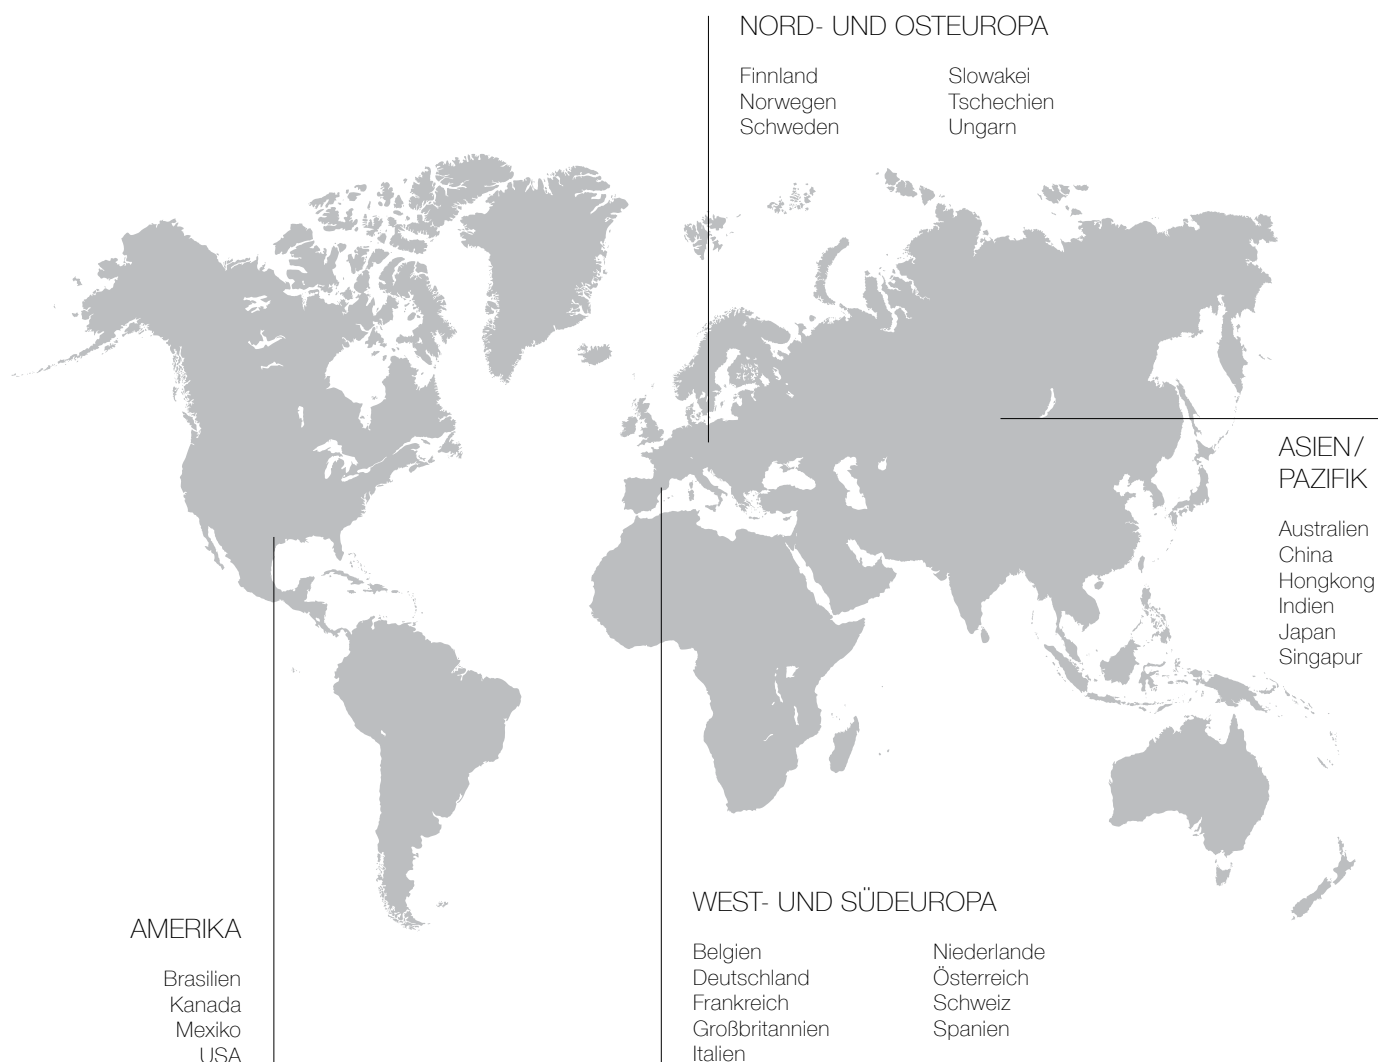 NORD- UND OSTEUROPA
Finnland
Norwegen
Schweden
Slowakei
Tschechien
Ungarn
ASIEN/
PAZIFIK
Australien
China
Hongkong
Indien
Japan
Singapur
WEST- UND SÜDEUROPA
Belgien
Deutschland
Frankreich
Großbritannien
Italien
Niederlande
Österreich
Schweiz
Spanien
AMERIKA
Brasilien
Kanada
Mexiko
USA